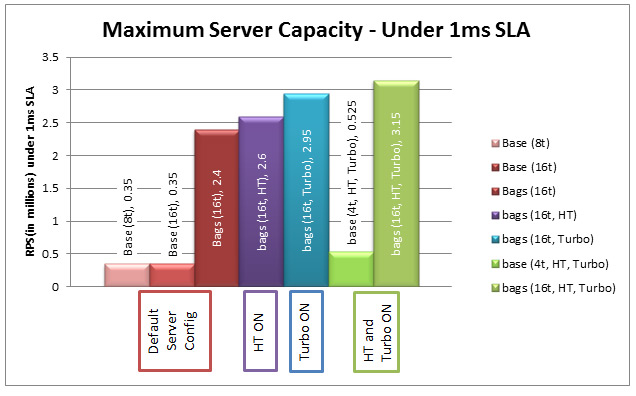 Maximum Server Capacity - Under 1ms SLA
RPS(in millions) under 1ms SLA
3.5
3
2.5
2
1.5
1
0.5
0
Base (8t), 0.35
Base (16t), 0.35
Bags (16t), 2.4
bags (16t, HT), 2.6
bags (16t, Turbo), 2.95
base (4t, HT, Turbo), 0.525
bags (16t, HT, Turbo), 3.15
Default
Server
Config
HT ON
Turbo ON
HT and
Turbo ON
Base (8t)
Base (16t)
Bags (16t)
bags (16t, HT)
bags (16t, Turbo)
base (4t, HT, Turbo)
bags (16t, HT, Turbo)